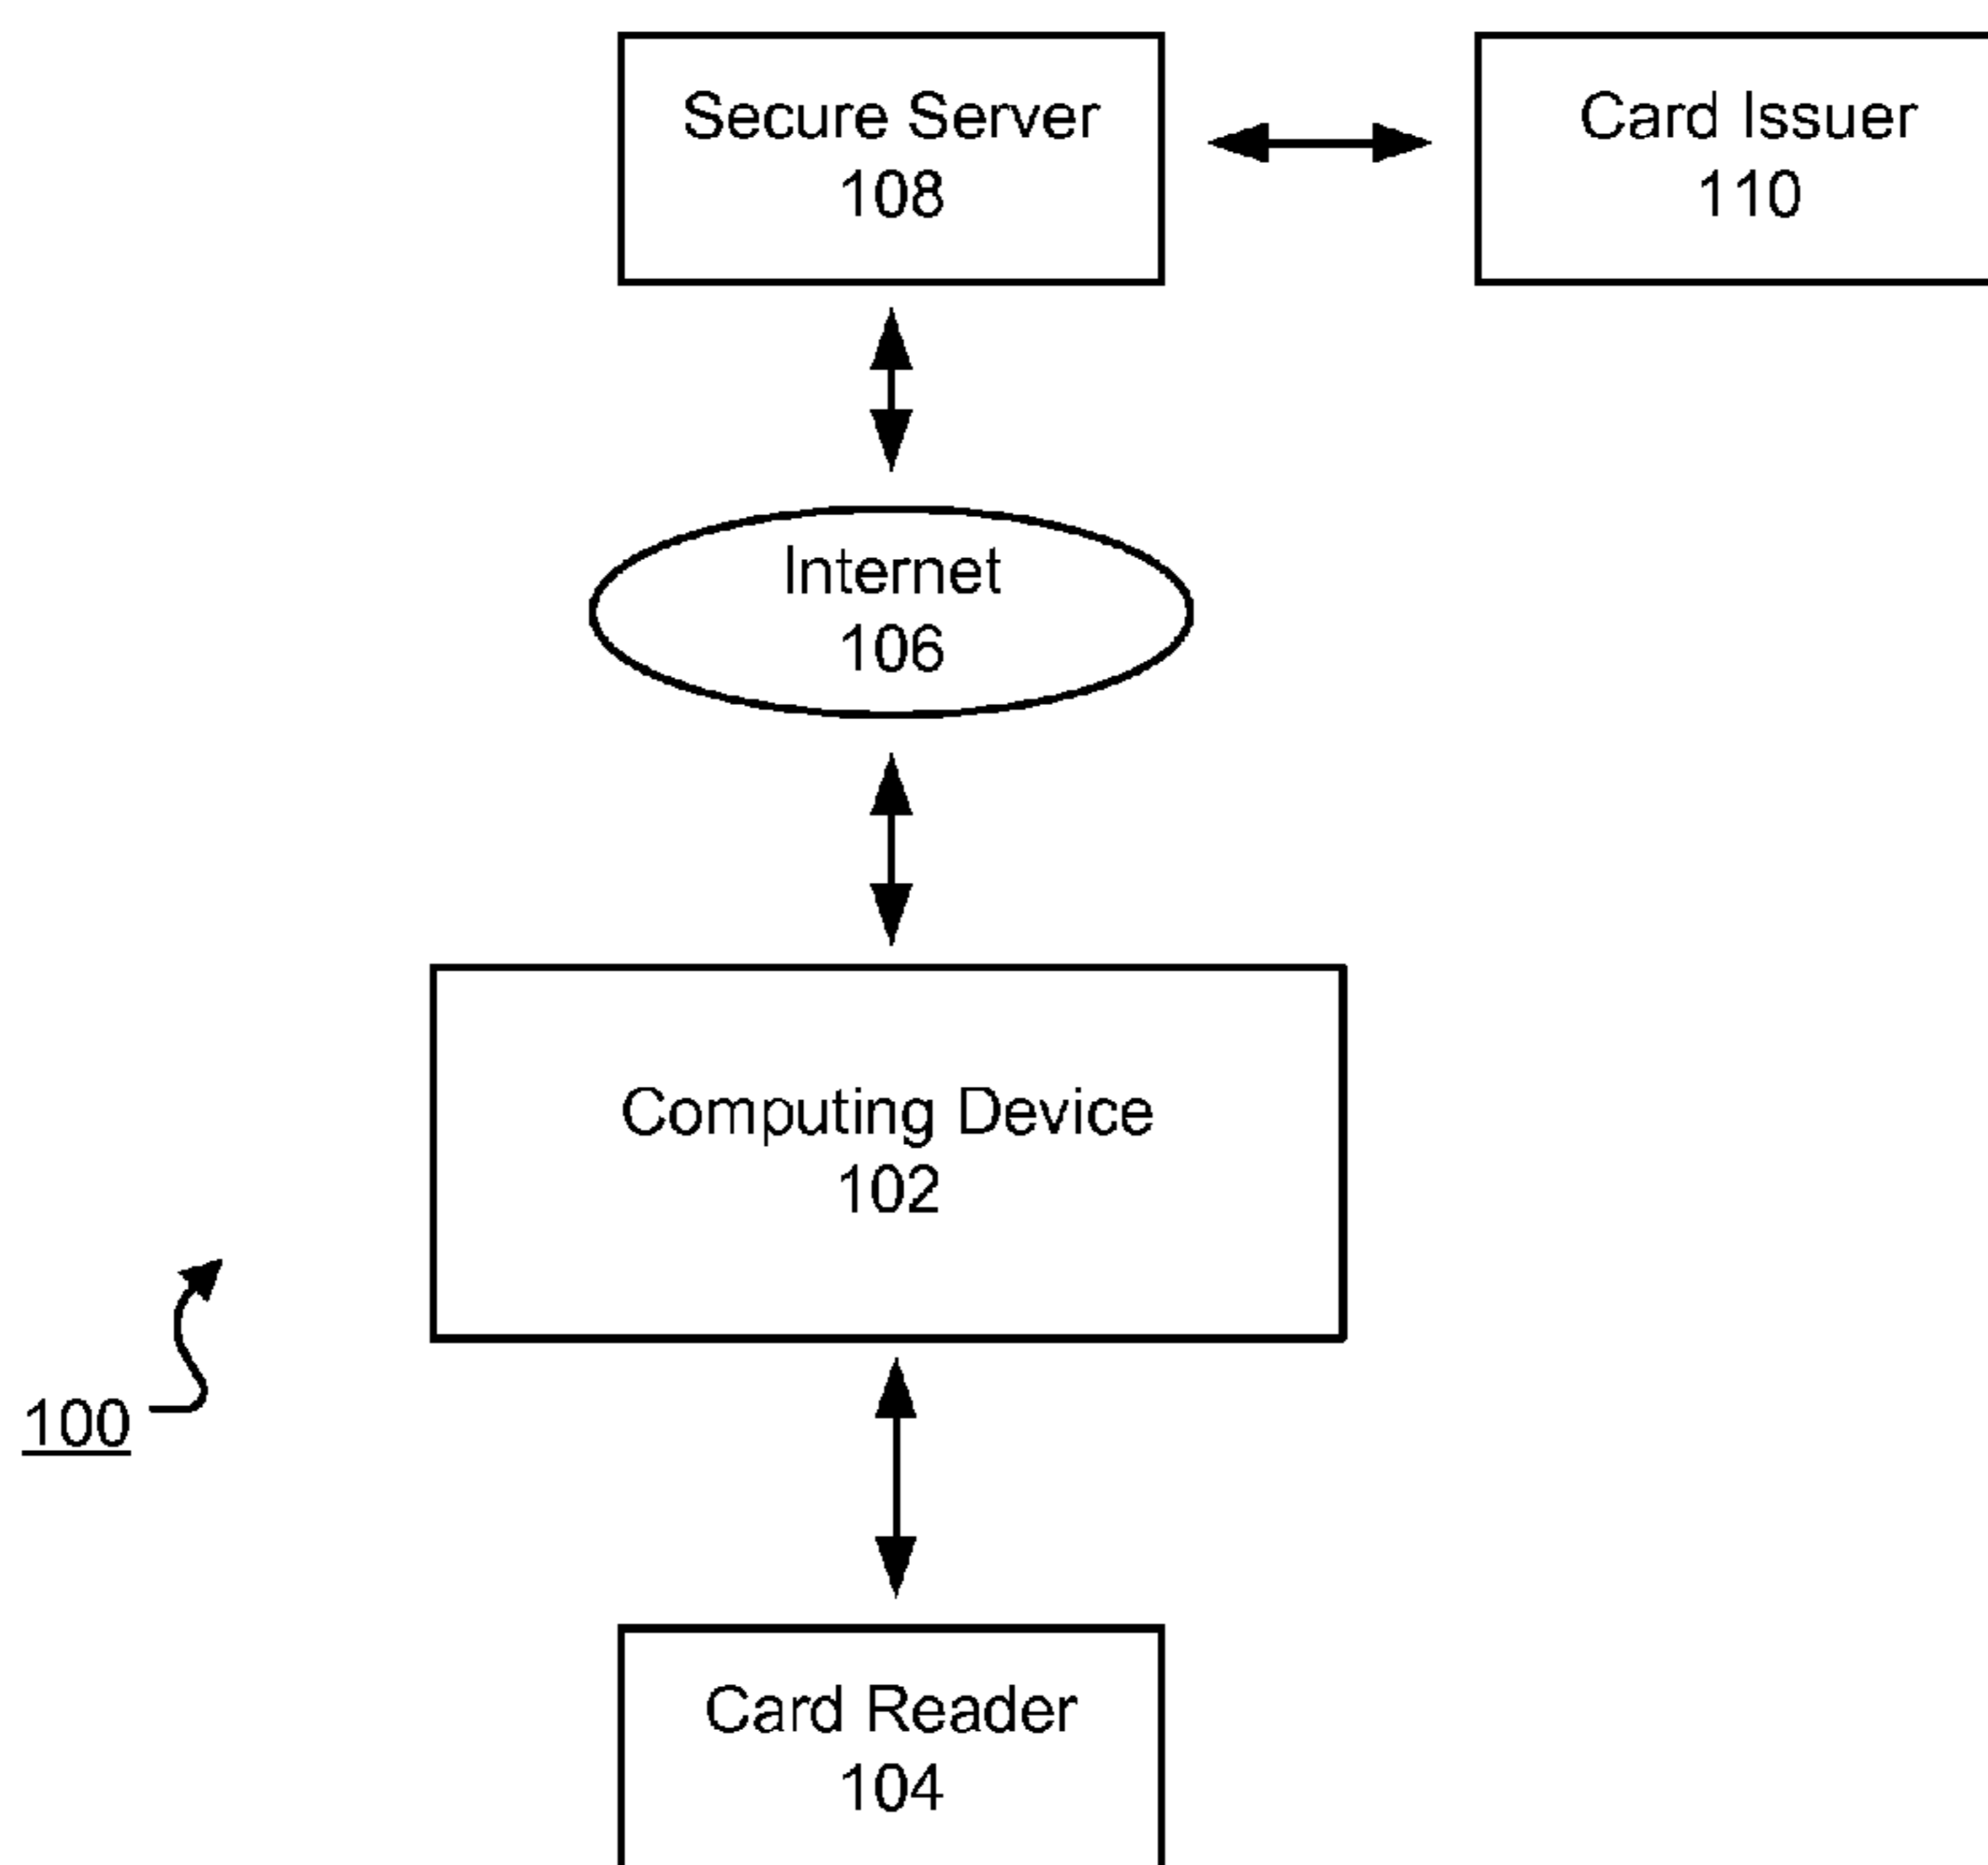 Secure Server
108
Card Issuer
110
Internet
106
Computing Device
102
100
Card Reader
104